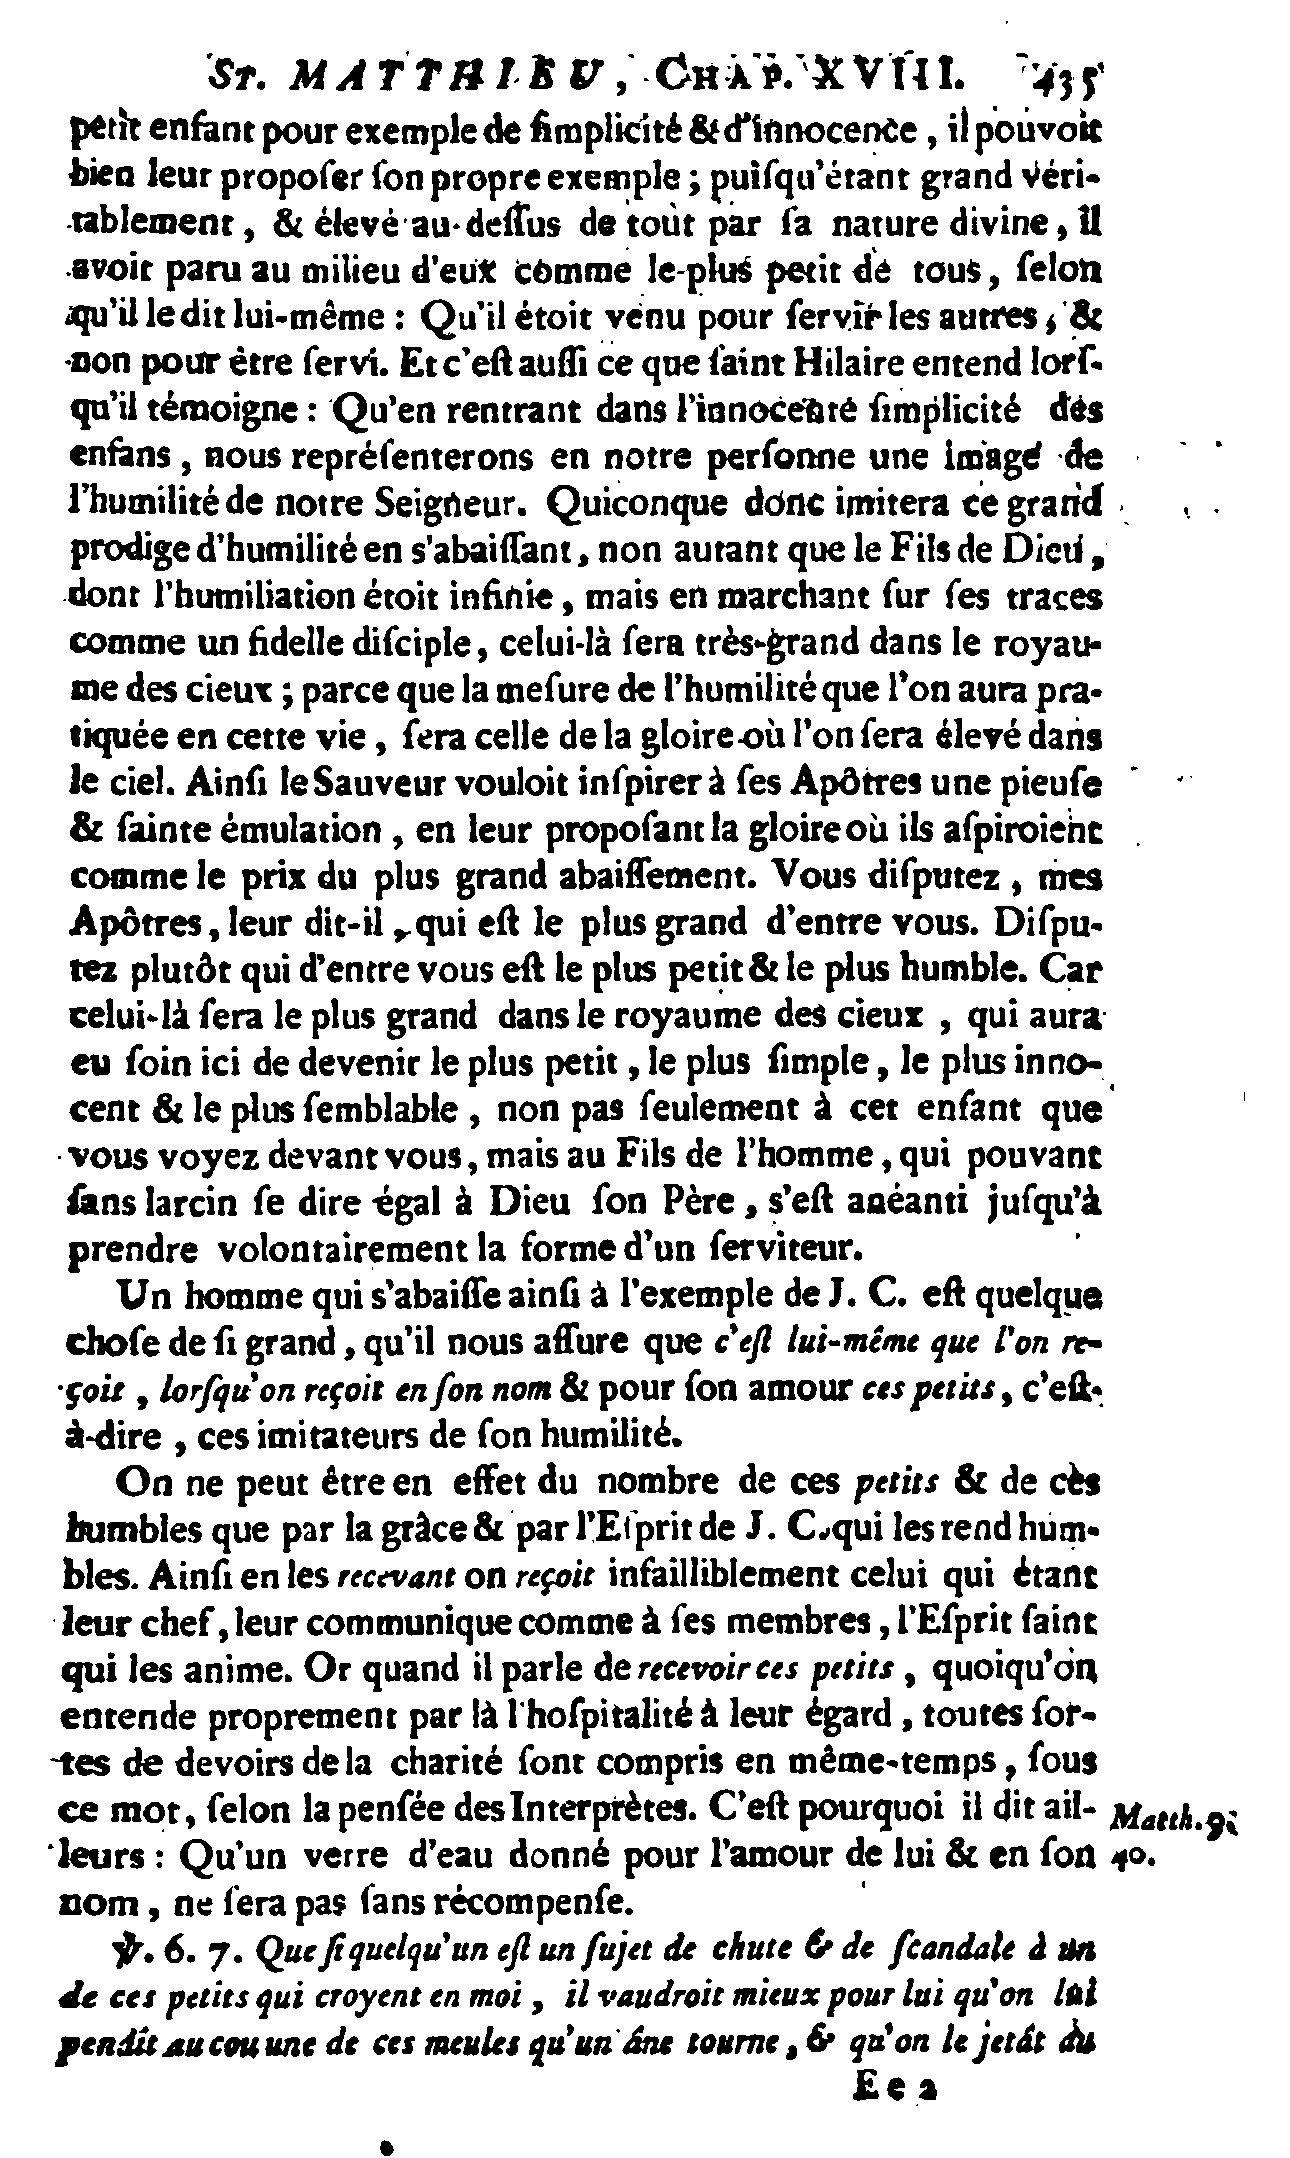 St. MATTHIEU, CHAP. XVIII. 435
petit enfant pour exemple de ſimplicité & d'innocence, il pouvoit
bien leur propoſer ſon propre exemple ; puiſqu'étant grand véri-
tablement, & élevé au-deſſus de tout par ſa nature divine, il
avoit paru au milieu d'eux comme le plus petit de tous, ſelon
qu'il le dit lui-même : Qu'il étoit venu pour ſervir les autres, &
non pour être ſervi. Et c'eſt auſſi ce que ſaint Hilaire entend lorſ-
qu'il témoigne : Qu'en rentrant dans l'innocente ſimplicité des
enfans, nous repréſenterons en notre perſonne une image de
l'humilité de notre Seigneur. Quiconque donc imitera ce grand
prodige d'humilité en s'abaiſſant, non autant que le Fils de Dieu,
dont l'humiliation étoit infinie, mais en marchant ſur ſes traces
comme un fidelle diſciple, celui-là ſera très-grand dans le royau-
me des cieux ; parce que la meſure de l'humilité que l'on aura pra-
tiquée en cette vie, ſera celle de la gloire où l'on ſera élevé dans
le ciel. Ainſi le Sauveur vouloit inſpirer à ſes Apôtres une pieuſe
& ſainte émulation, en leur propoſant la gloire où ils aſpiroient
comme le prix du plus grand abaiſſement. Vous diſputez, mes
Apôtres, leur dit-il, qui eſt le plus grand d'entre vous. Diſpu-
tez plutôt qui d'entre vous eſt le plus petit & le plus humble. Car
celui-là ſera le plus grand dans le royaume des cieux, qui aura
eu ſoin ici de devenir le plus petit, le plus ſimple, le plus inno-
cent & le plus ſemblable, non pas ſeulement à cet enfant que
vous voyez devant vous, mais au Fils de l'homme, qui pouvant
ſans larcin ſe dire égal à Dieu ſon Père, s'eſt anéanti juſqu'à
prendre volontairement la forme d'un ſerviteur.
Un homme qui s'abaiſſe ainſi à l'exemple de J. C. eſt quelque
choſe de ſi grand, qu'il nous aſſure que c'eſt lui-même que l'on re-
çoit, lorſqu'on reçoit en ſon nom & pour ſon amour ces petits, c'eſt-
à-dire, ces imitateurs de ſon humilité.
On ne peut être en effet du nombre de ces petits & de ces
humbles que par la grâce & par l'Eſprit de J. C. qui les rend hum-
bles. Ainſi en les recevant on reçoit infailliblement celui qui étant
leur chef, leur communique comme à ſes membres, l'Eſprit ſaint
qui les anime. Or quand il parle de recevoir ces petits, quoiqu'on
entende proprement par là l'hoſpitalité à leur égard, toutes ſor-
tes de devoirs de la charité ſont compris en même-temps, ſous
ce mot, ſelon la penſée des Interprètes. C'eſt pourquoi il dit ail- Matth. 9.
leurs : Qu'un verre d'eau donné pour l'amour de lui & en ſon 40.
nom, ne ſera pas ſans récompenſe.
℣. 6. 7. Que ſi quelqu'un eſt un ſujet de chute & de ſcandale à un
de ces petits qui croyent en moi, il vaudroit mieux pour lui qu'on lui
pendît au cou une de ces meules qu'un âne tourne, & qu'on le jetât au
E e 2